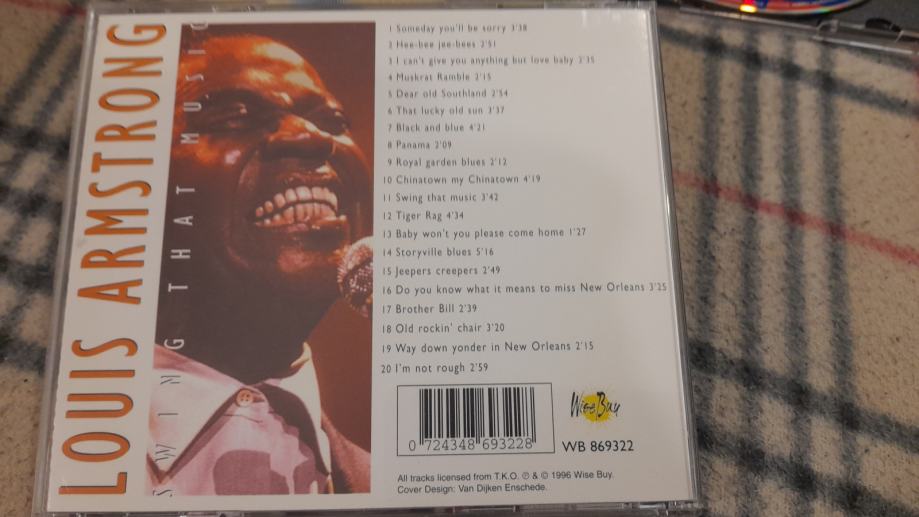 LOUIS ARMSTRONG
SWING THAT MUSIC
1 Someday you'll be sorry 3'38
2 Hee-bee jee-bees 2'51
3 I can't give you anything but love baby 2'35
4 Muskrat Ramble 2'15
5 Dear old Southland 2'54
6 That lucky old sun 3'37
7 Black and blue 4'21
8 Panama 2'09
9 Royal garden blues 2'12
10 Chinatown my Chinatown 4'19
11 Swing that music 3'42
12 Tiger Rag 4'34
13 Baby won't you please come home 1'27
14 Storyville blues 5'16
15 Jeepers creepers 2'49
16 Do you know what it means to miss New Orleans 3'25
17 Brother Bill 2'39
18 Old rockin' chair 3'20
19 Way down yonder in New Orleans 2'15
20 I'm not rough 2'59
0 724348 693228
Wise Buy
WB 869322
All tracks licensed from T.K.O. ℗ & © 1996 Wise Buy.
Cover Design: Van Dijken Enschede.